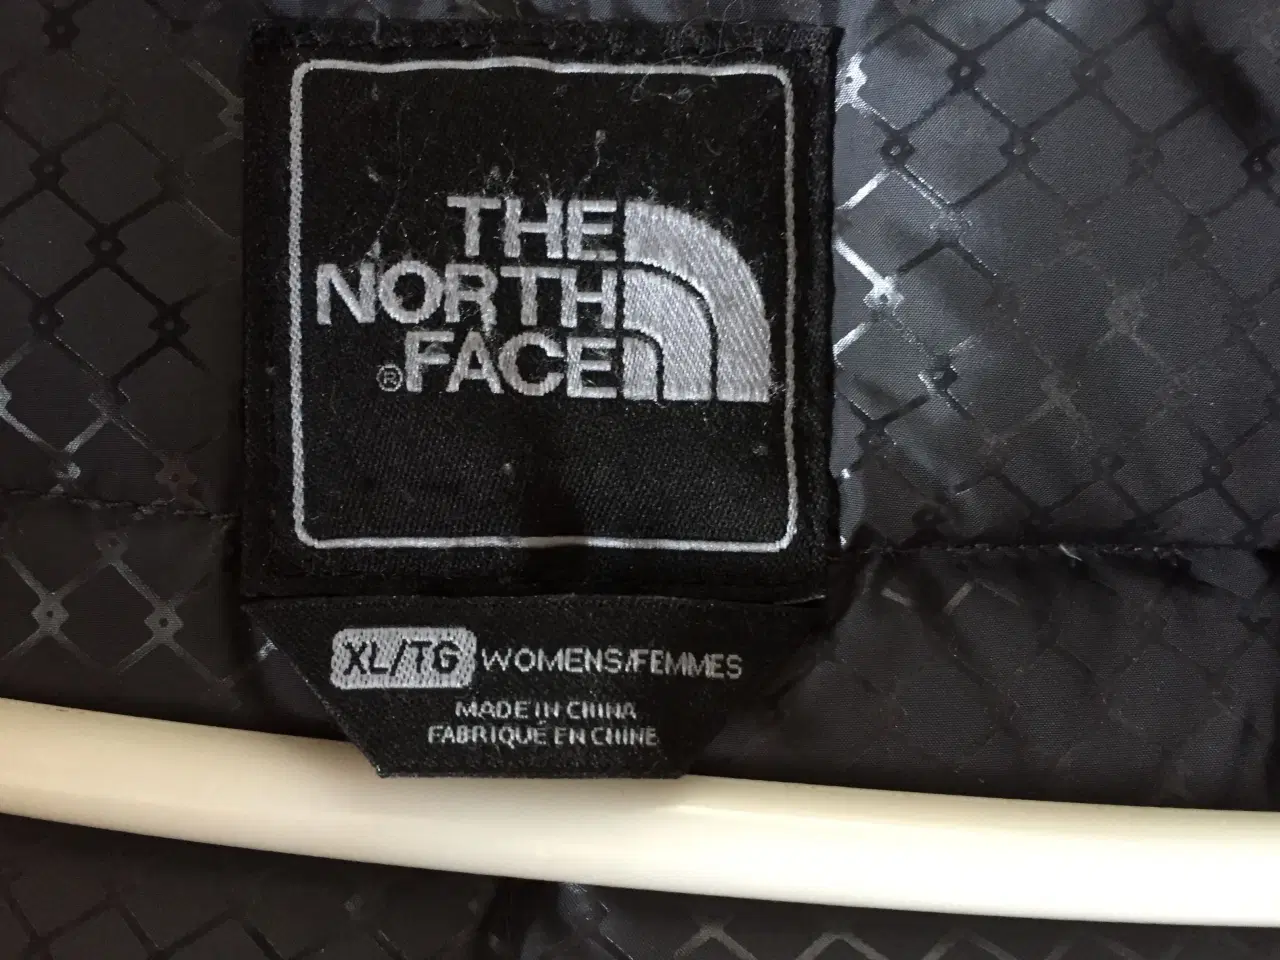 THE
NORTH
®FACE
XL/TG WOMENS/FEMMES
MADE IN CHINA
FABRIQUÉ EN CHINE